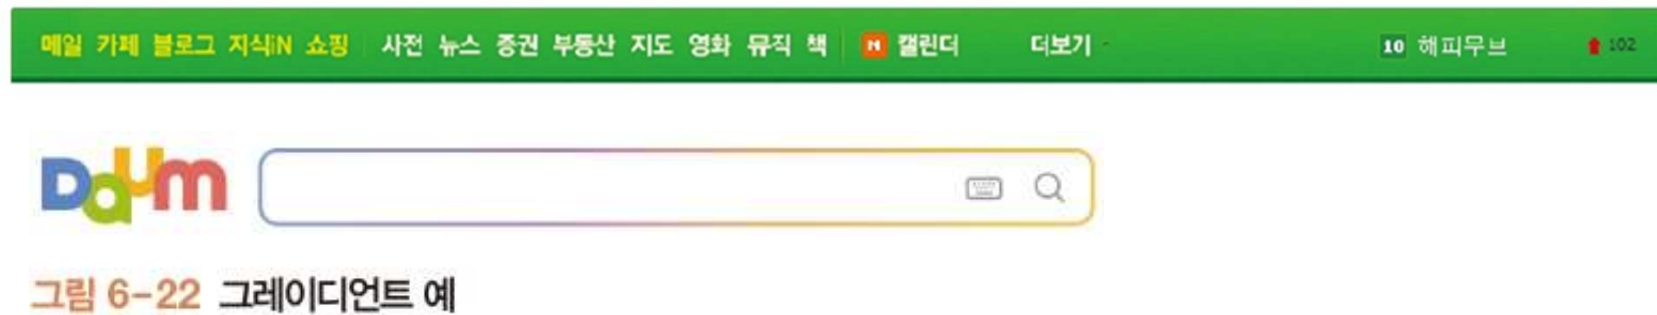 메일 카페 블로그 지식iN 쇼핑 사전 뉴스 증권 부동산 지도 영화 뮤직 책 N 캘린더 더보기 10 해피무브 102
Daum
그림 6-22 그레이디언트 예